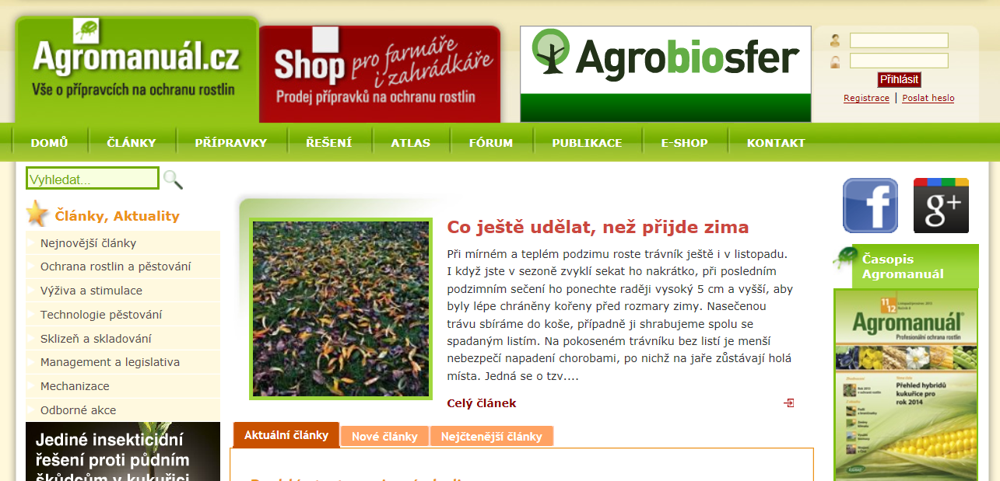 Agromanuál.cz
Vše o přípravcích na ochranu rostlin
Shop pro farmáře
i zahrádkáře
Prodej přípravků na ochranu rostlin
Agrobiosfer
Přihlásit
Registrace | Poslat heslo
DOMŮ ČLÁNKY PŘÍPRAVKY ŘEŠENÍ ATLAS FÓRUM PUBLIKACE E-SHOP KONTAKT
Vyhledat...
Články, Aktuality
Nejnovější články
Ochrana rostlin a pěstování
Výživa a stimulace
Technologie pěstování
Sklizeň a skladování
Management a legislativa
Mechanizace
Odborné akce
Jediné insekticidní
řešení proti půdním
škůdcům v kukuřici
Co ještě udělat, než přijde zima
Při mírném a teplém podzimu roste trávník ještě i v listopadu.
I když jste v sezoně zvyklí sekat ho nakrátko, při posledním
podzimním sečení ho ponechte raději vysoký 5 cm a vyšší, aby
byly lépe chráněny kořeny před rozmary zimy. Nasečenou
trávu sbíráme do koše, případně ji shrabujeme spolu se
spadaným listím. Na pokoseném trávníku bez listí je menší
nebezpečí napadení chorobami, po nichž na jaře zůstávají holá
místa. Jedná se o tzv....
Celý článek
Aktuální články Nové články Nejčtenější články
f g+
Časopis
Agromanuál
11
12
Agromanuál
Profesionální ochrana rostlin
Přehled hybridů
kukuřice pro
rok 2014